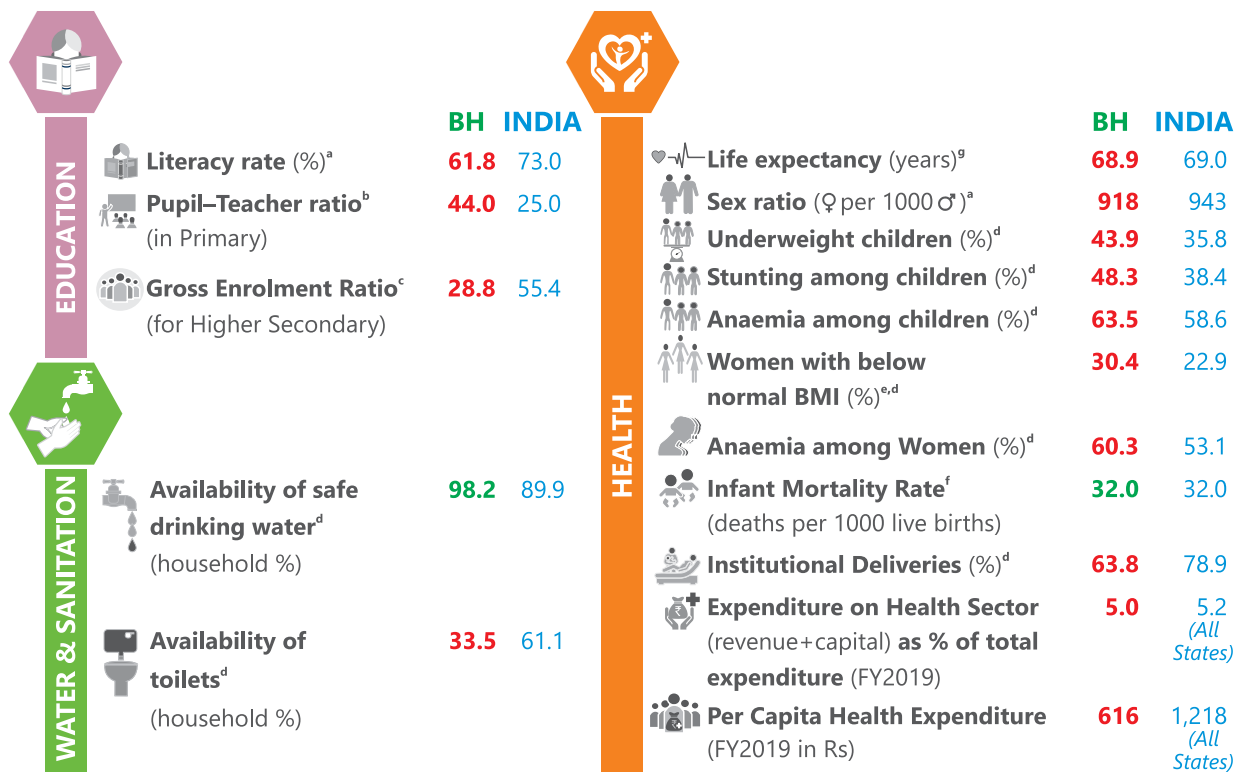 EDUCATION
BH INDIA
Literacy rate (%)ᵃ 61.8 73.0
Pupil–Teacher ratioᵇ 44.0 25.0
(in Primary)
Gross Enrolment Ratioᶜ 28.8 55.4
(for Higher Secondary)
WATER & SANITATION
Availability of safe 98.2 89.9
drinking waterᵈ
(household %)
Availability of 33.5 61.1
toiletsᵈ
(household %)
HEALTH
BH INDIA
Life expectancy (years)ᵍ 68.9 69.0
Sex ratio (♀ per 1000 ♂)ᵃ 918 943
Underweight children (%)ᵈ 43.9 35.8
Stunting among children (%)ᵈ 48.3 38.4
Anaemia among children (%)ᵈ 63.5 58.6
Women with below 30.4 22.9
normal BMI (%)ᵉ,ᵈ
Anaemia among Women (%)ᵈ 60.3 53.1
Infant Mortality Rateᶠ 32.0 32.0
(deaths per 1000 live births)
Institutional Deliveries (%)ᵈ 63.8 78.9
Expenditure on Health Sector 5.0 5.2
(revenue+capital) as % of total (All
States)
expenditure (FY2019)
Per Capita Health Expenditure 616 1,218
(FY2019 in Rs) (All
States)